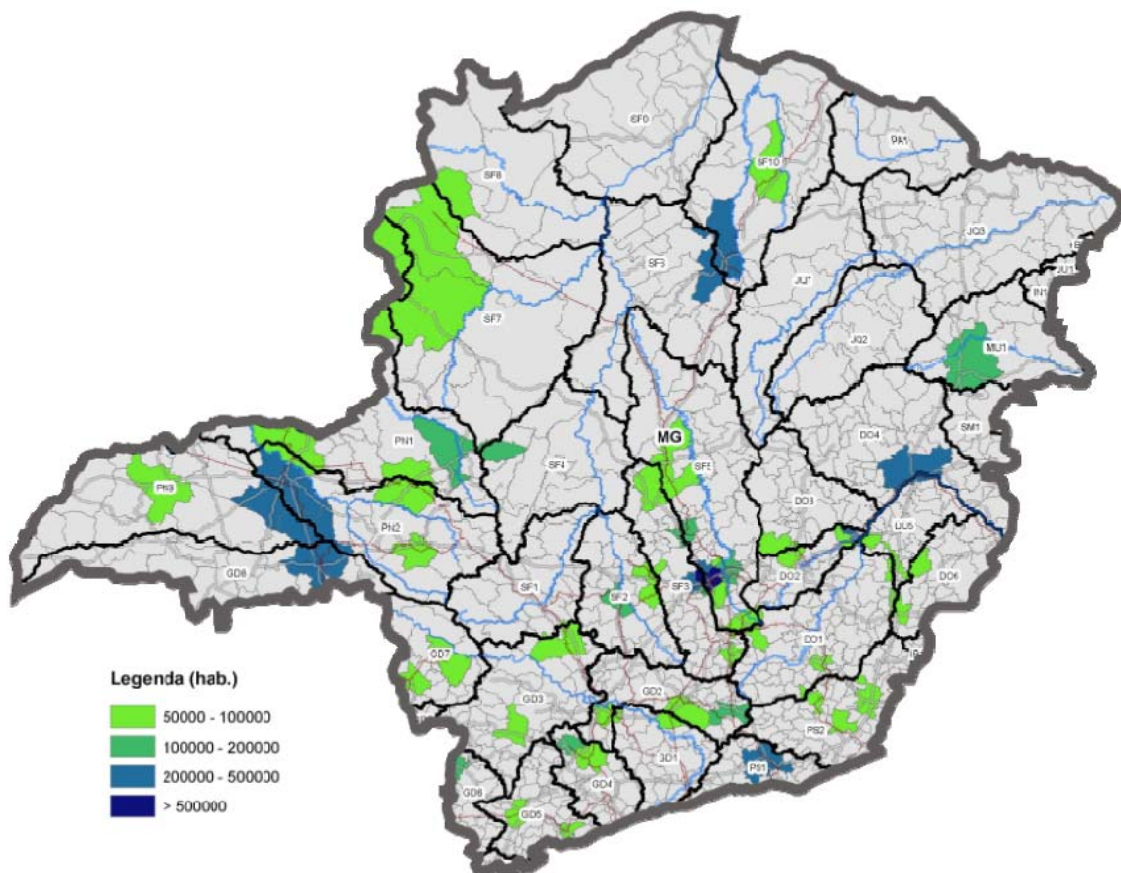 SF9
PA1
SF10
SF8
JQ3
SF6
JQ1
IN1
SF7
JQ2
MU1
MG
SM1
DO4
PN1
SF4
SF5
PN3
DO3
PN2
DO5
GD8
DO2
DO6
SF1
SF2
SF3
DO1
GD7
GD2
GD3
PS2
GD1
PS1
GD6
GD4
GD5
Legenda (hab.)
50000 - 100000
100000 - 200000
200000 - 500000
> 500000